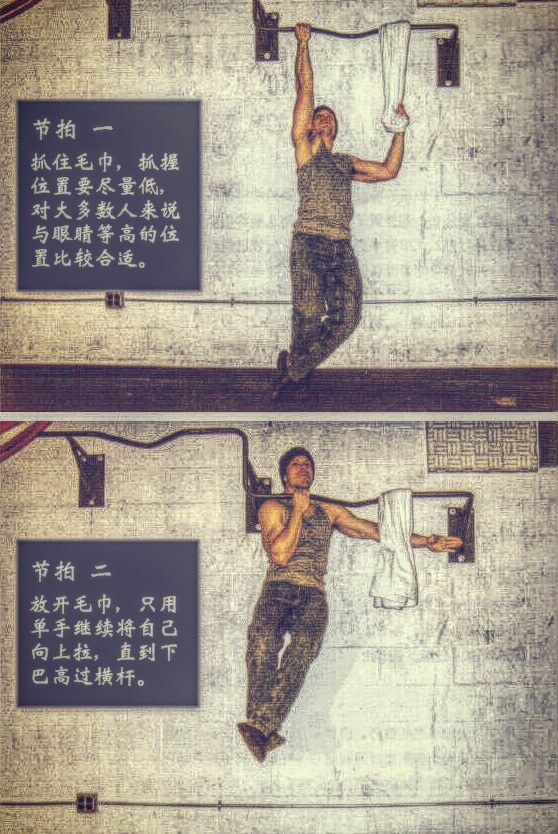 节拍 一
抓住毛巾，抓握
位置要尽量低，
对大多数人来说
与眼睛等高的位
置比较合适。
节拍 二
放开毛巾，只用
单手继续将自己
向上拉，直到下
巴高过横杆。